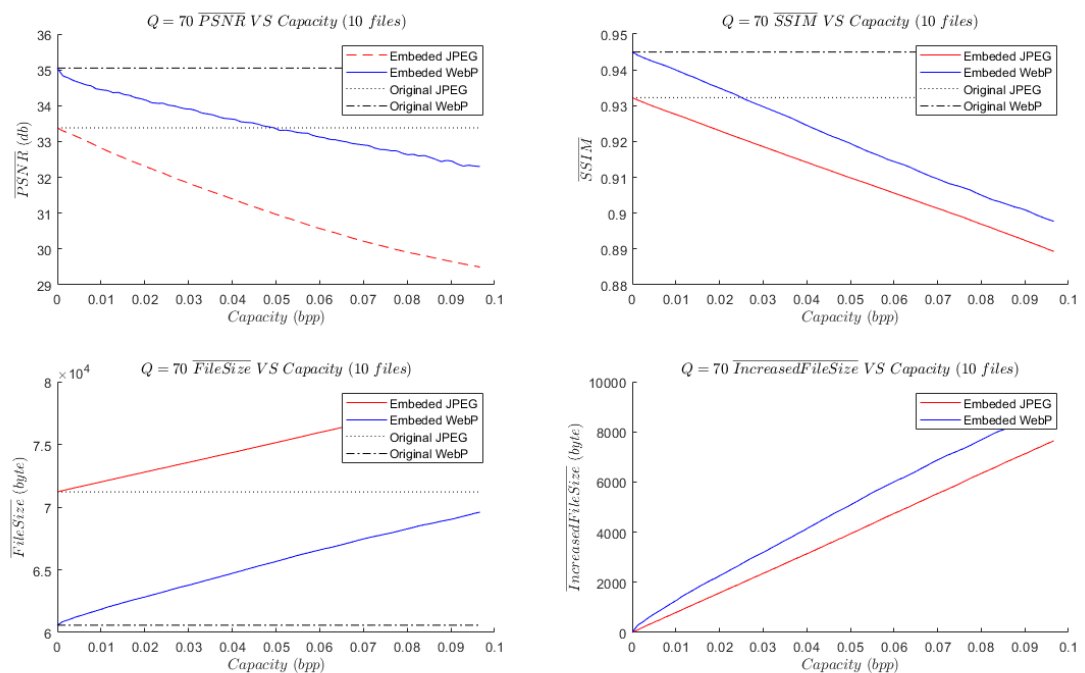 Q = 70 PSNR VS Capacity (10 files)
36
35
34
33
32
31
30
29
PSNR (db)
Embeded JPEG
Embeded WebP
Original JPEG
Original WebP
0 0.01 0.02 0.03 0.04 0.05 0.06 0.07 0.08 0.09 0.1
Capacity (bpp)
Q = 70 SSIM VS Capacity (10 files)
0.95
0.94
0.93
0.92
0.91
0.9
0.89
0.88
SSIM
Embeded JPEG
Embeded WebP
Original JPEG
Original WebP
0 0.01 0.02 0.03 0.04 0.05 0.06 0.07 0.08 0.09 0.1
Capacity (bpp)
Q = 70 FileSize VS Capacity (10 files)
× 10⁴
8
7.5
7
6.5
6
FileSize (byte)
Embeded JPEG
Embeded WebP
Original JPEG
Original WebP
0 0.01 0.02 0.03 0.04 0.05 0.06 0.07 0.08 0.09 0.1
Capacity (bpp)
Q = 70 IncreasedFileSize VS Capacity (10 files)
10000
8000
6000
4000
2000
0
IncreasedFileSize (byte)
Embeded JPEG
Embeded WebP
0 0.01 0.02 0.03 0.04 0.05 0.06 0.07 0.08 0.09 0.1
Capacity (bpp)